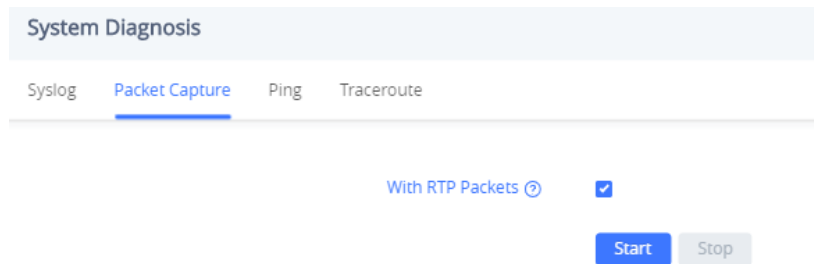 System Diagnosis
Syslog Packet Capture Ping Traceroute
With RTP Packets ?
Start Stop